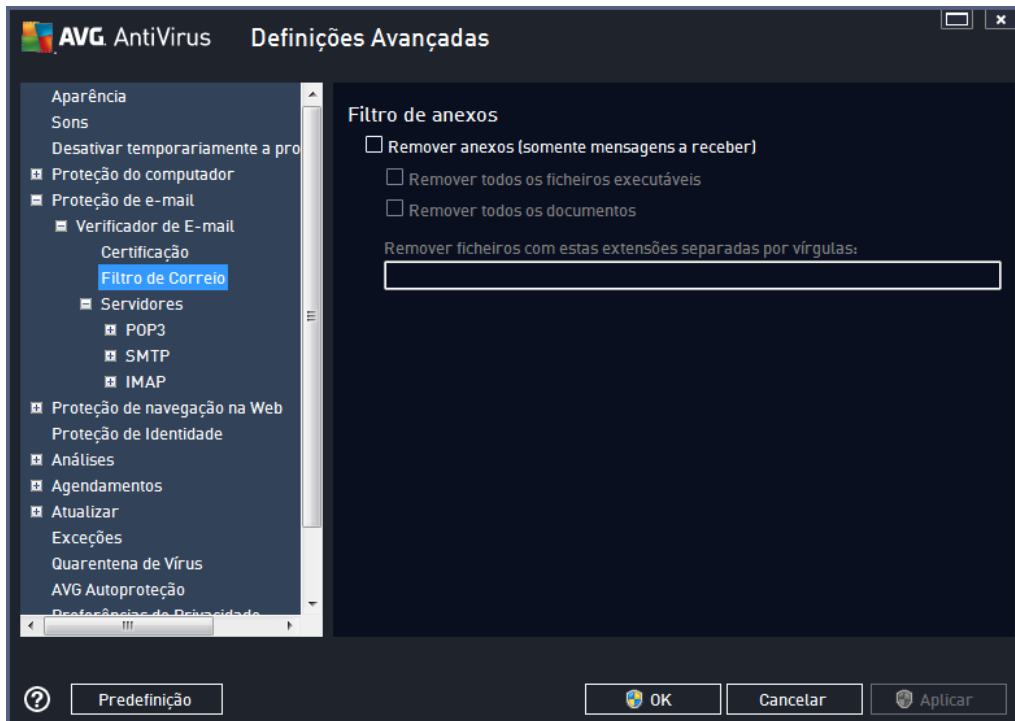 AVG AntiVirus Definições Avançadas
Aparência
Sons
Desativar temporariamente a pro
Proteção do computador
Proteção de e-mail
Verificador de E-mail
Certificação
Filtro de Correio
Servidores
POP3
SMTP
IMAP
Proteção de navegação na Web
Proteção de Identidade
Análises
Agendamentos
Atualizar
Exceções
Quarentena de Vírus
AVG Autoproteção
Preferências de Privacidade
Filtro de anexos
Remover anexos (somente mensagens a receber)
Remover todos os ficheiros executáveis
Remover todos os documentos
Remover ficheiros com estas extensões separadas por vírgulas:
? Predefinição OK Cancelar Aplicar